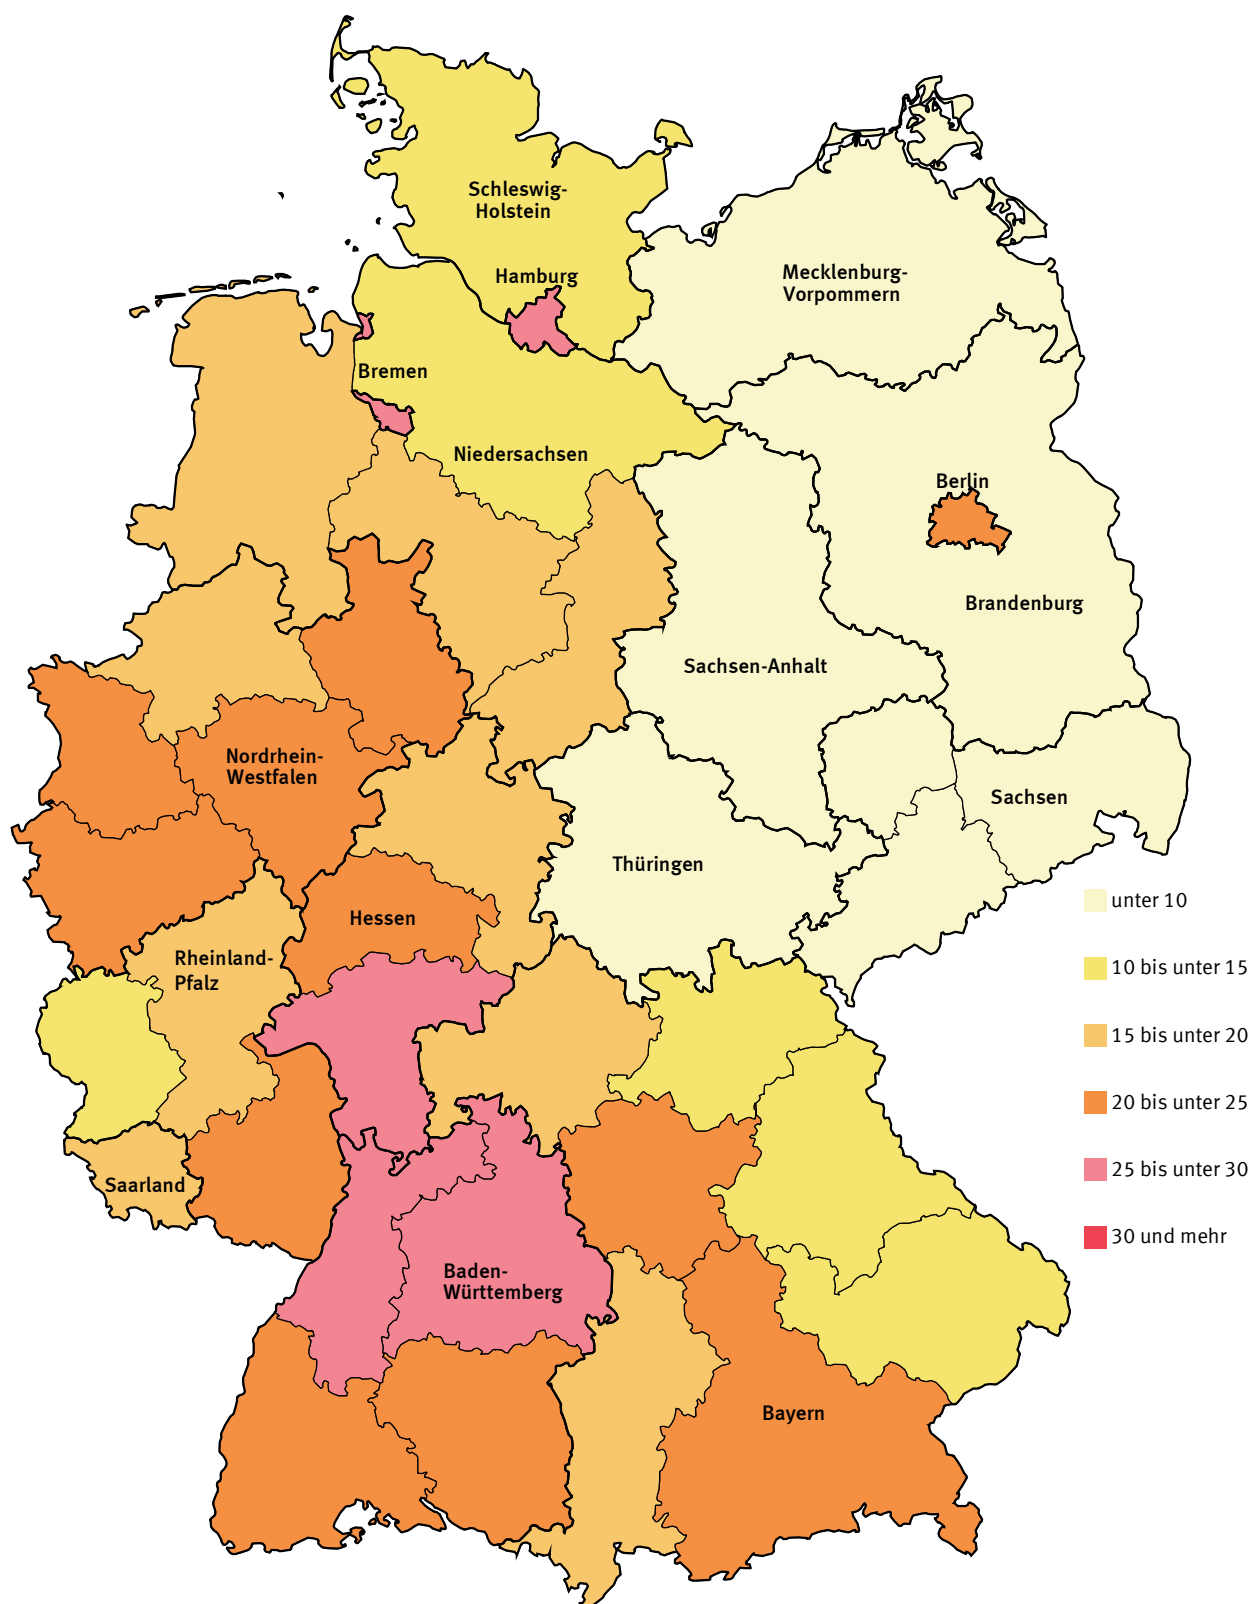 Schleswig-
Holstein
Hamburg
Mecklenburg-
Vorpommern
Bremen
Niedersachsen
Berlin
Brandenburg
Sachsen-Anhalt
Nordrhein-
Westfalen
Sachsen
Thüringen
Hessen
Rheinland-
Pfalz
Saarland
Baden-
Württemberg
Bayern
unter 10
10 bis unter 15
15 bis unter 20
20 bis unter 25
25 bis unter 30
30 und mehr